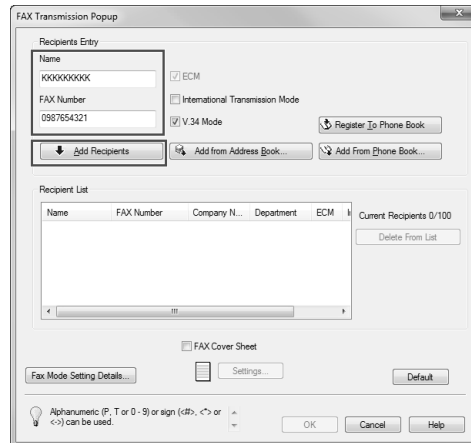 FAX Transmission Popup
Recipients Entry
Name
KKKKKKKKK
ECM
FAX Number
International Transmission Mode
0987654321
V.34 Mode
Register To Phone Book
Add Recipients
Add from Address Book...
Add From Phone Book...
Recipient List
Name FAX Number Company N... Department ECM I
Current Recipients 0/100
Delete From List
FAX Cover Sheet
Fax Mode Setting Details...
Settings...
Default
Alphanumeric (P, T or 0 - 9) or sign (<#>, <*> or
<-> ) can be used.
OK Cancel Help